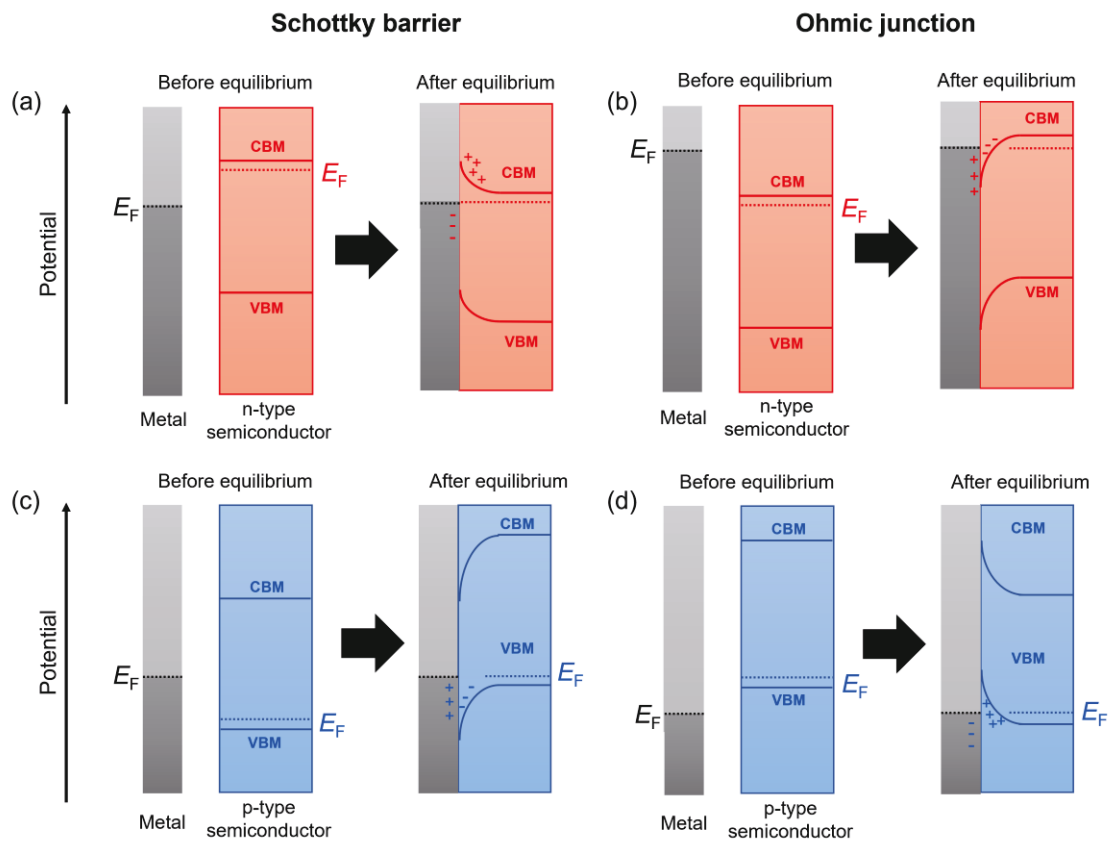 Schottky barrier
Ohmic junction
Before equilibrium
After equilibrium
Before equilibrium
After equilibrium
(a)
(b)
Potential
CBM
E_F
E_F
VBM
CBM
VBM
+ + + +
- - -
E_F
CBM
E_F
VBM
CBM
VBM
- - -
+ + +
Metal
n-type
semiconductor
Metal
n-type
semiconductor
Before equilibrium
After equilibrium
Before equilibrium
After equilibrium
(c)
(d)
Potential
CBM
E_F
E_F
VBM
CBM
VBM
E_F
+ + +
- - -
CBM
E_F
E_F
VBM
CBM
VBM
E_F
+ + + +
- - -
Metal
p-type
semiconductor
Metal
p-type
semiconductor